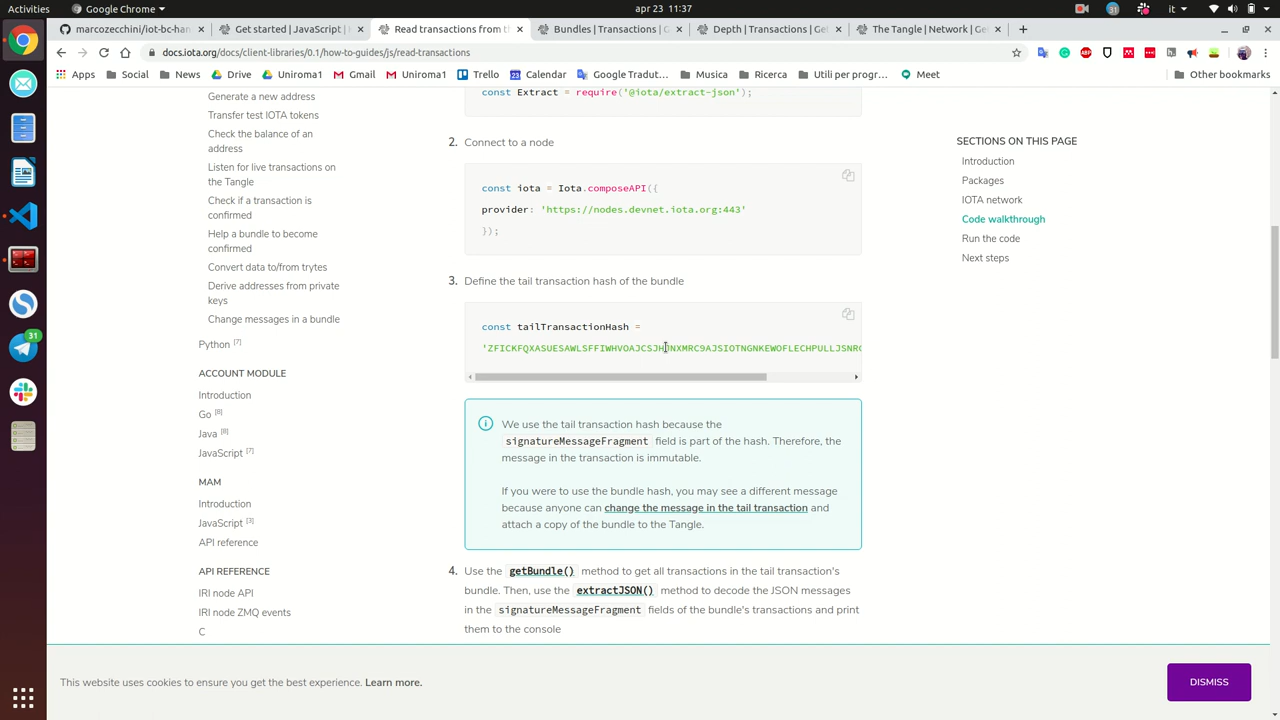 Activities
Google Chrome
apr 23 11:37
31
it
marcozecchini/iot-bc-han
Get started | JavaScript |
Read transactions from th
Bundles | Transactions | G
Depth | Transactions | Get
The Tangle | Network | Ge
docs.iota.org/docs/client-libraries/0.1/how-to-guides/js/read-transactions
Apps
Social
News
Drive
Uniroma1
Gmail
Uniroma1
Trello
Calendar
Google Tradut...
Musica
Ricerca
Utili per progr...
Meet
Other bookmarks
Generate a new address
Transfer test IOTA tokens
Check the balance of an
address
Listen for live transactions on
the Tangle
Check if a transaction is
confirmed
Help a bundle to become
confirmed
Convert data to/from trytes
Derive addresses from private
keys
Change messages in a bundle
Python [7]
ACCOUNT MODULE
Introduction
Go [8]
Java [8]
JavaScript [7]
MAM
Introduction
JavaScript [3]
API reference
API REFERENCE
IRI node API
IRI node ZMQ events
C
31
const Extract = require('@iota/extract-json');
2. Connect to a node
const iota = Iota.composeAPI({
provider: 'https://nodes.devnet.iota.org:443'
});
3. Define the tail transaction hash of the bundle
const tailTransactionHash =
We use the tail transaction hash because the
signatureMessageFragment field is part of the hash. Therefore, the
message in the transaction is immutable.
If you were to use the bundle hash, you may see a different message
because anyone can change the message in the tail transaction and
attach a copy of the bundle to the Tangle.
4. Use the getBundle() method to get all transactions in the tail transaction's
bundle. Then, use the extractJSON() method to decode the JSON messages
in the signatureMessageFragment fields of the bundle's transactions and print
them to the console
SECTIONS ON THIS PAGE
Introduction
Packages
IOTA network
Code walkthrough
Run the code
Next steps
This website uses cookies to ensure you get the best experience. Learn more.
DISMISS